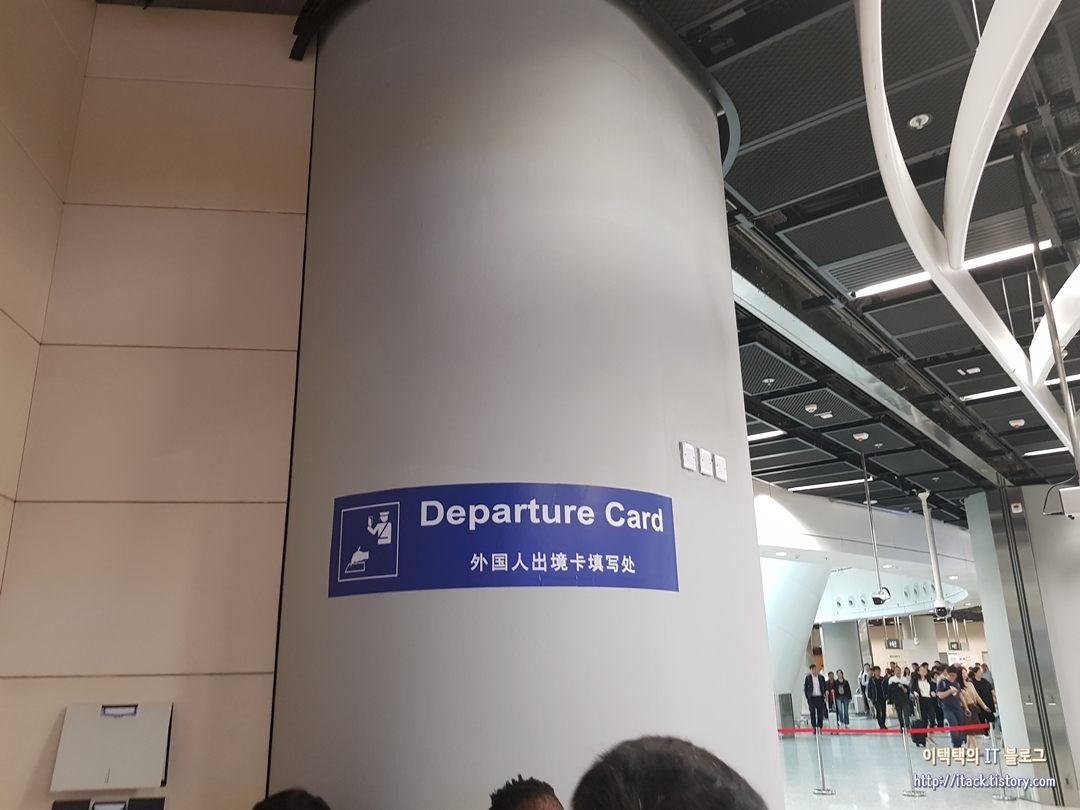 Departure Card
外国人出境卡填写处
이택택의 IT 블로그
http://itack.tistory.com